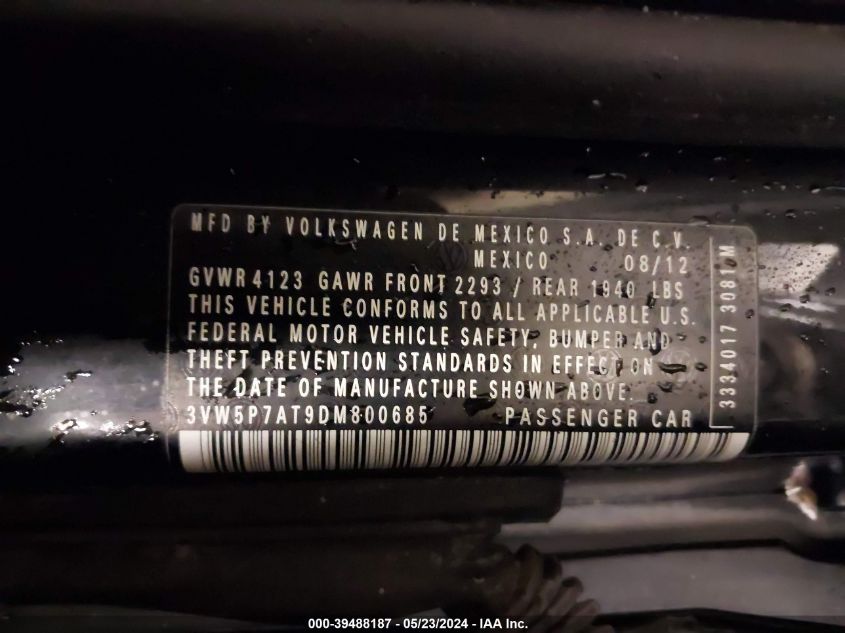 MFD BY VOLKSWAGEN DE MEXICO S.A. DE C.V.
MEXICO 08/12
GVWR 4123 GAWR FRONT 2293 / REAR 1940 LBS
THIS VEHICLE CONFORMS TO ALL APPLICABLE U.S.
FEDERAL MOTOR VEHICLE SAFETY, BUMPER AND
THEFT PREVENTION STANDARDS IN EFFECT ON
THE DATE OF MANUFACTURE SHOWN ABOVE.
3VW5P7AT9DM800685 PASSENGER CAR
3334017 3081 M
000-39488187 - 05/23/2024 - IAA Inc.